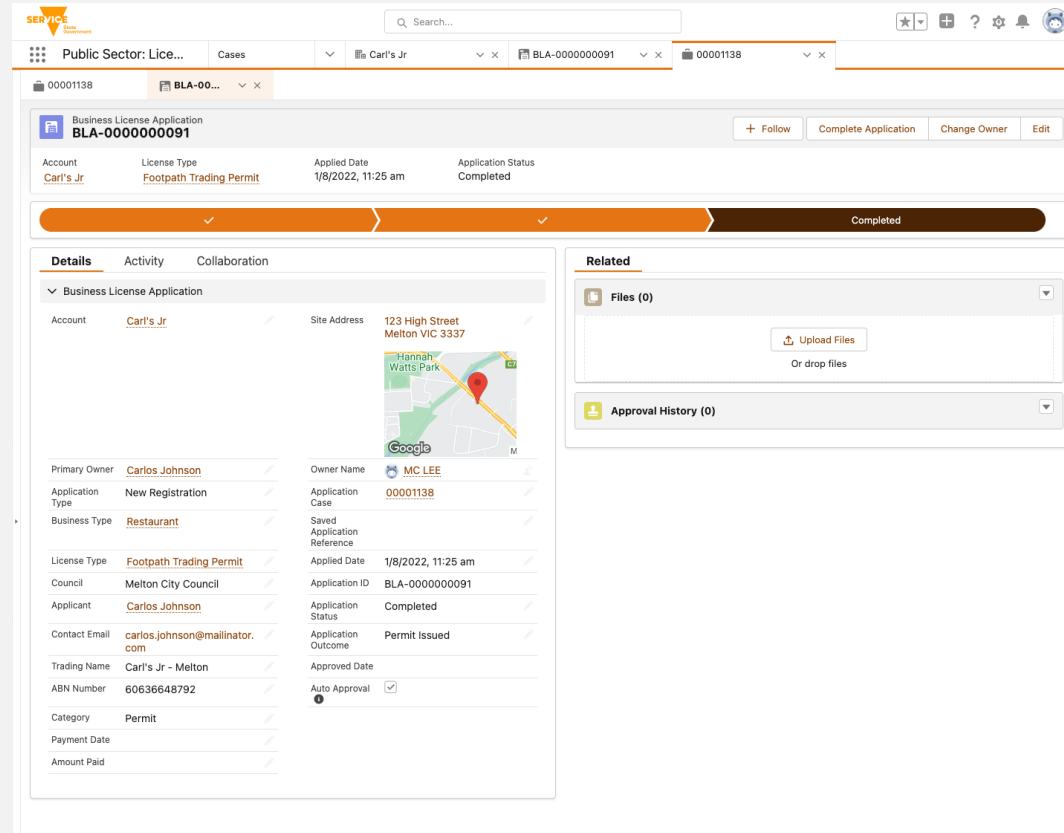 SERVICE
State
Government
Search...
Public Sector: Lice...
Cases
Carl's Jr
BLA-0000000091
00001138
00001138
BLA-00...
Business License Application
BLA-0000000091
Follow
Complete Application
Change Owner
Edit
Account
License Type
Applied Date
Application Status
Carl's Jr
Footpath Trading Permit
1/8/2022, 11:25 am
Completed
Completed
Details
Activity
Collaboration
Business License Application
Account
Carl's Jr
Site Address
123 High Street
Melton VIC 3337
Hannah
Watts Park
C7
Google
M
Primary Owner
Carlos Johnson
Owner Name
MC LEE
Application
Type
New Registration
Application
Case
00001138
Business Type
Restaurant
Saved
Application
Reference
License Type
Footpath Trading Permit
Applied Date
1/8/2022, 11:25 am
Council
Melton City Council
Application ID
BLA-0000000091
Applicant
Carlos Johnson
Application
Status
Completed
Contact Email
carlos.johnson@mailinator.
com
Application
Outcome
Permit Issued
Trading Name
Carl's Jr - Melton
Approved Date
ABN Number
60636648792
Auto Approval
Category
Permit
Payment Date
Amount Paid
Related
Files (0)
Upload Files
Or drop files
Approval History (0)